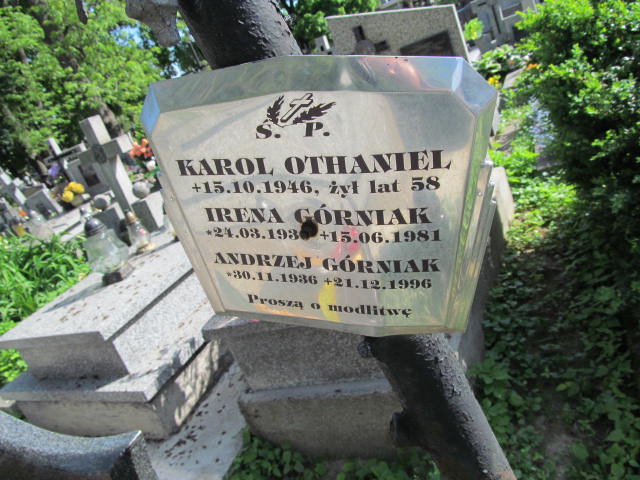 S. P.
KAROL OTHANIEL
+15.10.1946, żył lat 58
IRENA GÓRNIAK
+15.06.1981
ANDRZEJ GÓRNIAK
*30.11.1936 +21.12.1996
Proszą o modlitwę